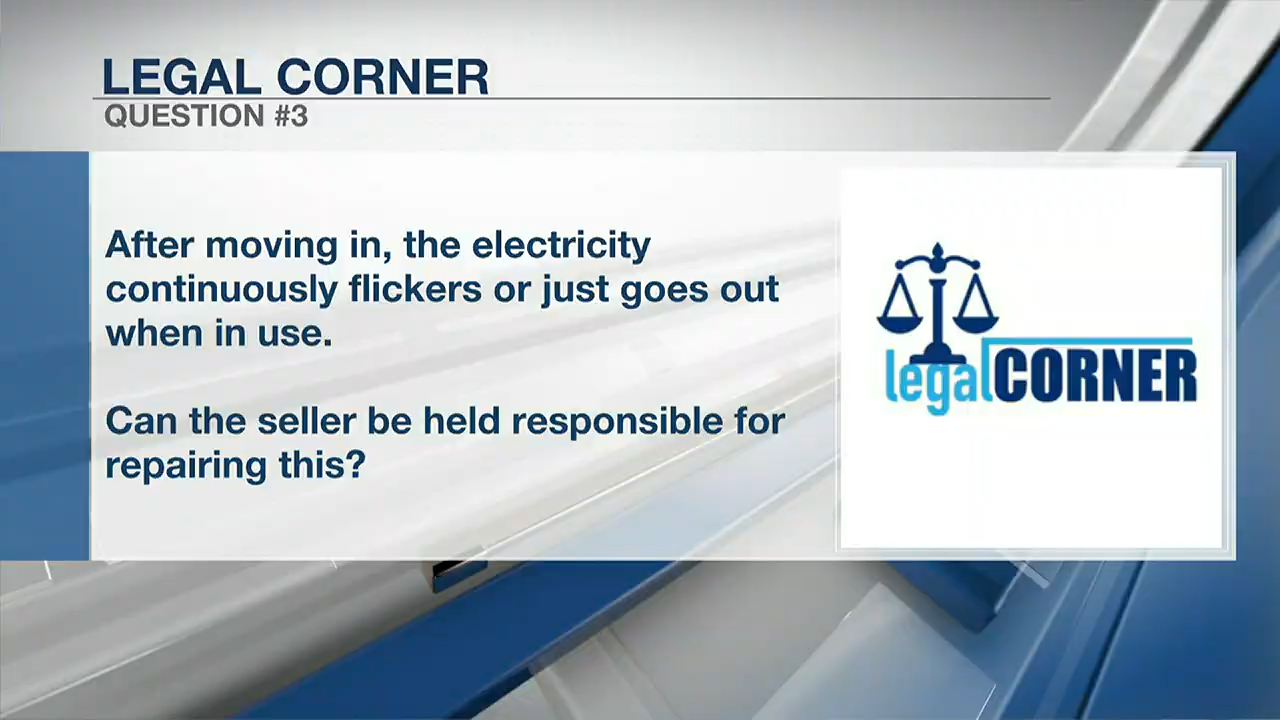 LEGAL CORNER
QUESTION #3
After moving in, the electricity
continuously flickers or just goes out
when in use.
Can the seller be held responsible for
repairing this?
legalCORNER